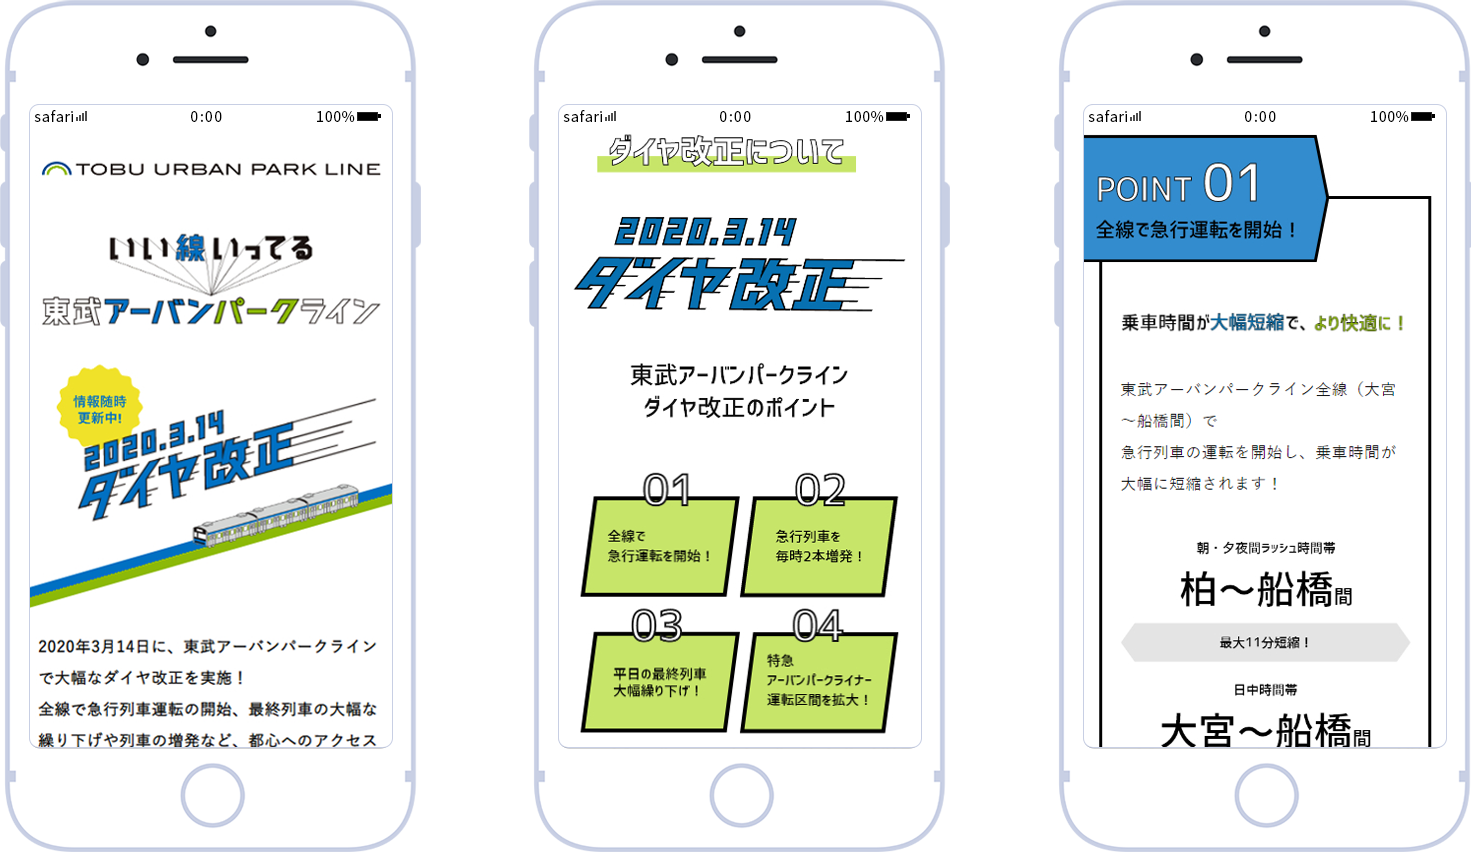 safari 0:00 100%
TOBU URBAN PARK LINE
いい線いってる
東武アーバンパークライン
情報随時
更新中!
2020.3.14
ダイヤ改正
2020年3月14日に、東武アーバンパークライン
で大幅なダイヤ改正を実施！
全線で急行列車運転の開始、最終列車の大幅な
繰り下げや列車の増発など、都心へのアクセス
safari 0:00 100%
ダイヤ改正について
2020.3.14
ダイヤ改正
東武アーバンパークライン
ダイヤ改正のポイント
01
全線で
急行運転を開始！
02
急行列車を
毎時2本増発！
03
平日の最終列車
大幅繰り下げ！
04
特急
アーバンパークライナー
運転区間を拡大！
safari 0:00 100%
POINT 01
全線で急行運転を開始！
乗車時間が大幅短縮で、より快適に！
東武アーバンパークライン全線（大宮
～船橋間）で
急行列車の運転を開始し、乗車時間が
大幅に短縮されます！
朝・夕夜間ラッシュ時間帯
柏～船橋間
最大11分短縮！
日中時間帯
大宮～船橋間